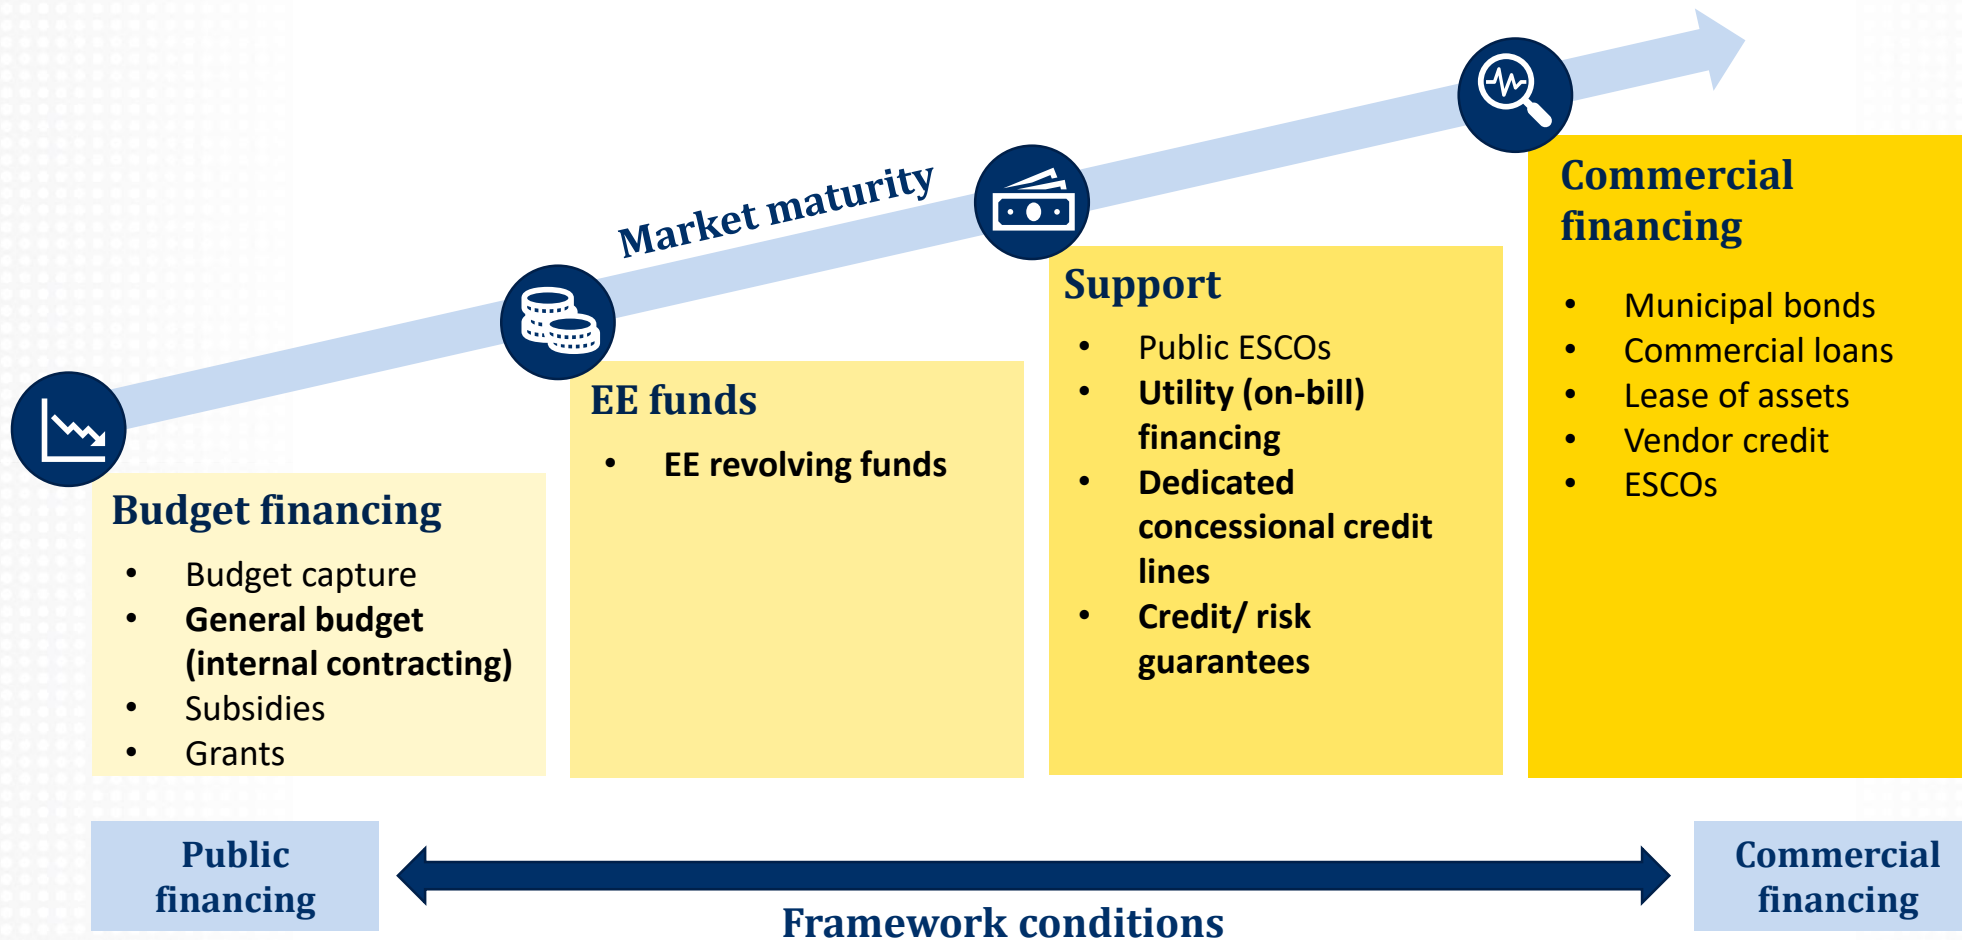 Market maturity
Budget financing
• Budget capture
• General budget
(internal contracting)
• Subsidies
• Grants
EE funds
• EE revolving funds
Support
• Public ESCOs
• Utility (on-bill)
financing
• Dedicated
concessional credit
lines
• Credit/ risk
guarantees
Commercial
financing
• Municipal bonds
• Commercial loans
• Lease of assets
• Vendor credit
• ESCOs
Public
financing
Framework conditions
Commercial
financing